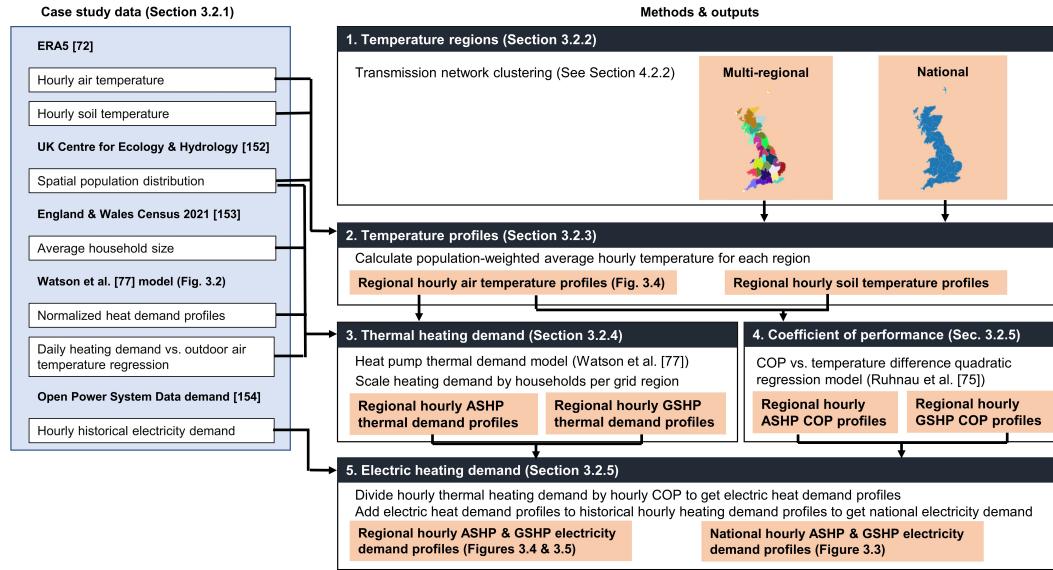 Case study data (Section 3.2.1)
ERA5 [72]
Hourly air temperature
Hourly soil temperature
UK Centre for Ecology & Hydrology [152]
Spatial population distribution
England & Wales Census 2021 [153]
Average household size
Watson et al. [77] model (Fig. 3.2)
Normalized heat demand profiles
Daily heating demand vs. outdoor air
temperature regression
Open Power System Data demand [154]
Hourly historical electricity demand
Methods & outputs
1. Temperature regions (Section 3.2.2)
Transmission network clustering (See Section 4.2.2)
Multi-regional
National
2. Temperature profiles (Section 3.2.3)
Calculate population-weighted average hourly temperature for each region
Regional hourly air temperature profiles (Fig. 3.4)
Regional hourly soil temperature profiles
3. Thermal heating demand (Section 3.2.4)
Heat pump thermal demand model (Watson et al. [77])
Scale heating demand by households per grid region
Regional hourly ASHP
thermal demand profiles
Regional hourly GSHP
thermal demand profiles
4. Coefficient of performance (Sec. 3.2.5)
COP vs. temperature difference quadratic
regression model (Ruhnau et al. [75])
Regional hourly
ASHP COP profiles
Regional hourly
GSHP COP profiles
5. Electric heating demand (Section 3.2.5)
Divide hourly thermal heating demand by hourly COP to get electric heat demand profiles
Add electric heat demand profiles to historical hourly heating demand profiles to get national electricity demand
Regional hourly ASHP & GSHP electricity
demand profiles (Figures 3.4 & 3.5)
National hourly ASHP & GSHP electricity
demand profiles (Figure 3.3)